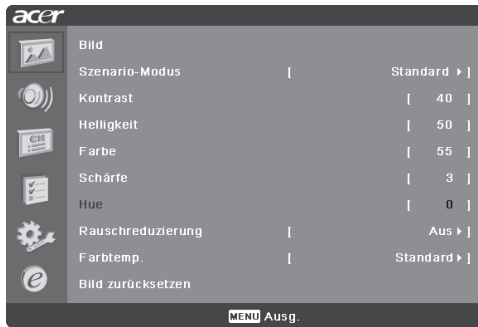 acer
Bild
Szenario-Modus [ Standard ▸ ]
Kontrast [ 40 ]
Helligkeit [ 50 ]
Farbe [ 55 ]
Schärfe [ 3 ]
Hue [ 0 ]
Rauschreduzierung [ Aus ▸ ]
Farbtemp. [ Standard ▸ ]
Bild zurücksetzen
MENU Ausg.
CH
e